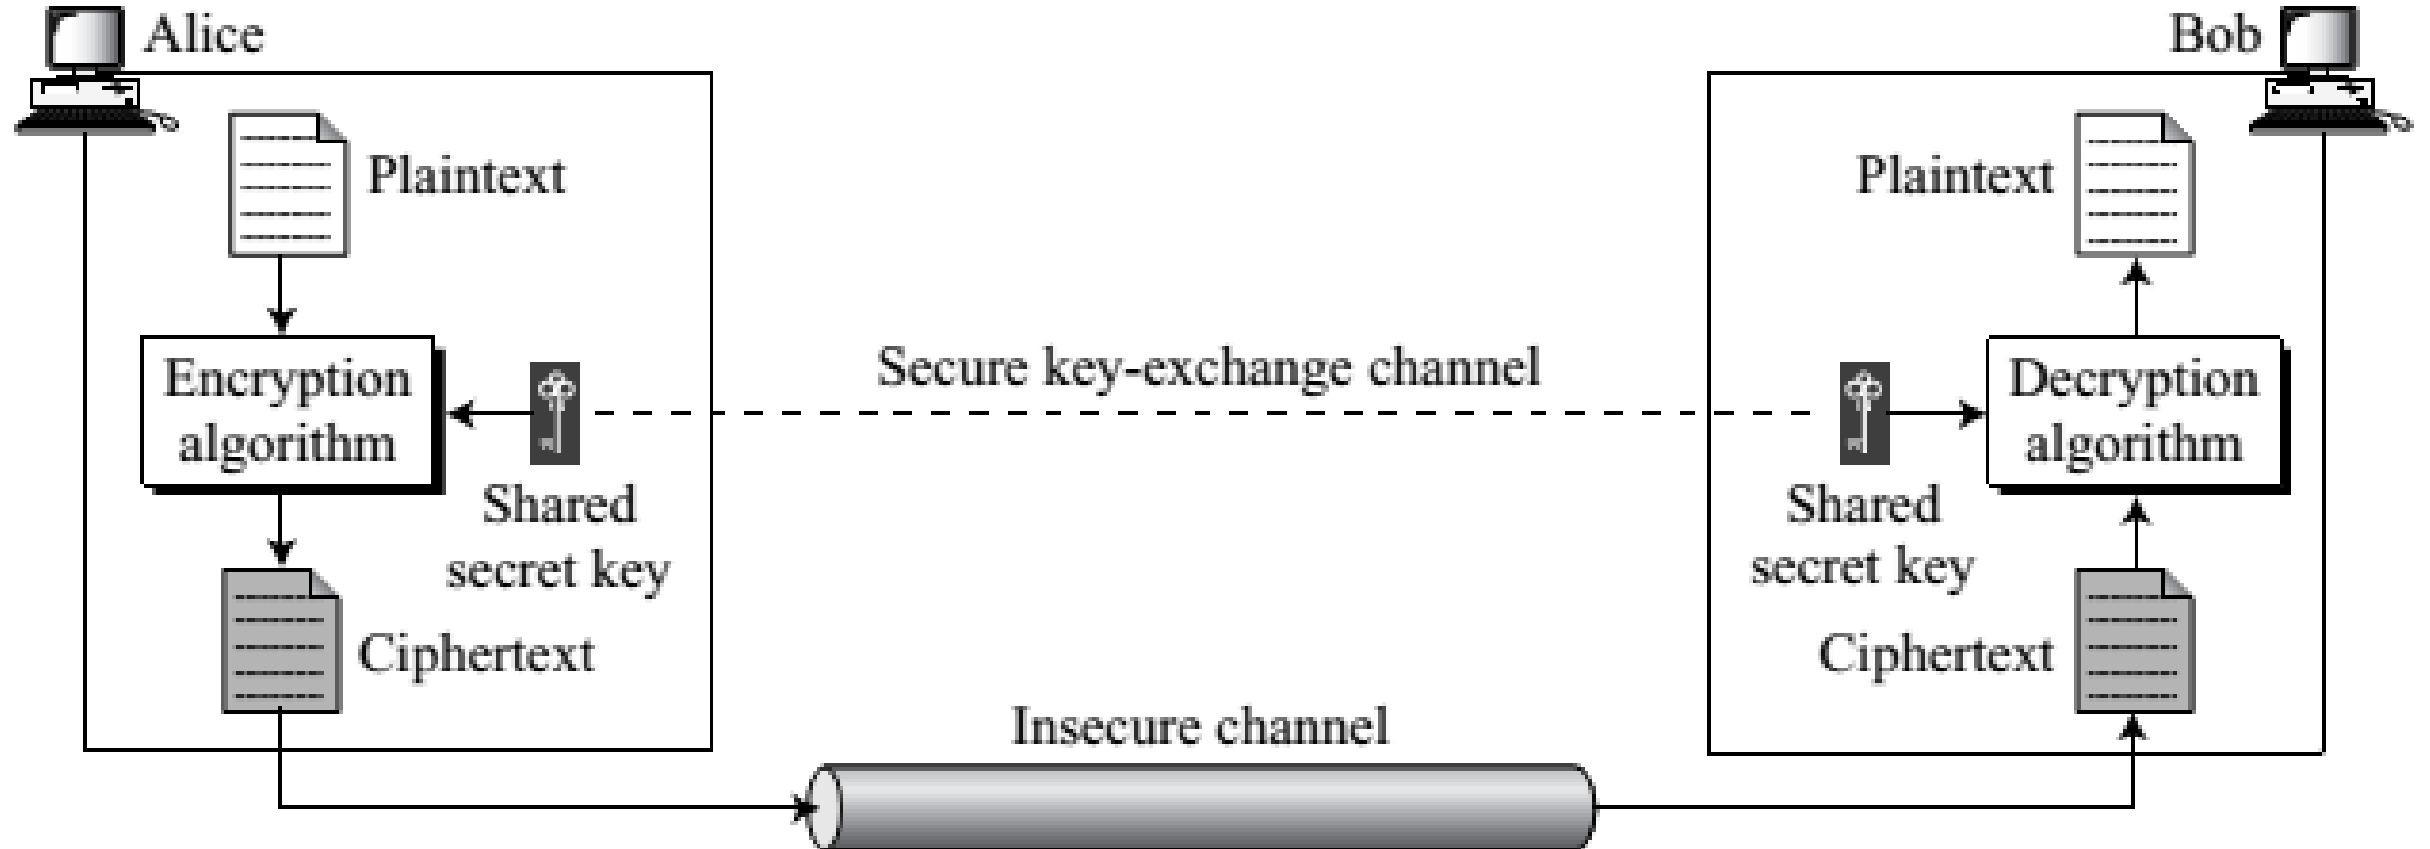 Alice
Bob
Plaintext
Plaintext
Encryption
algorithm
Secure key-exchange channel
Decryption
algorithm
Shared
secret key
Shared
secret key
Ciphertext
Ciphertext
Insecure channel